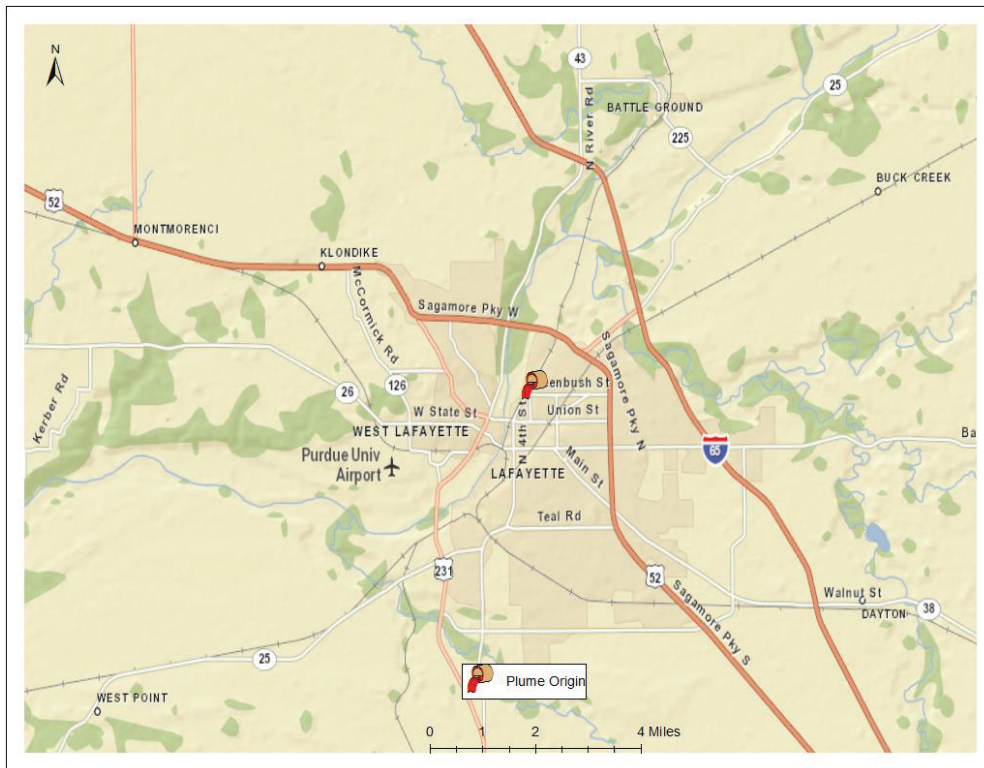 N
43
25
BATTLE GROUND
N River Rd
225
BUCK CREEK
52
MONTMORENCI
KLONDIKE
McCormick Rd
Sagamore Pky W
Sagamore Pky N
enbush St
Kerber Rd
26
126
W State St
Union St
N 4th St
WEST LAFAYETTE
Ba
Purdue Univ
Airport
65
Main St
LAFAYETTE
Teal Rd
231
52
Walnut St
DAYTON
38
Sagamore Pky S
25
WEST POINT
Plume Origin
0 1 2 4 Miles